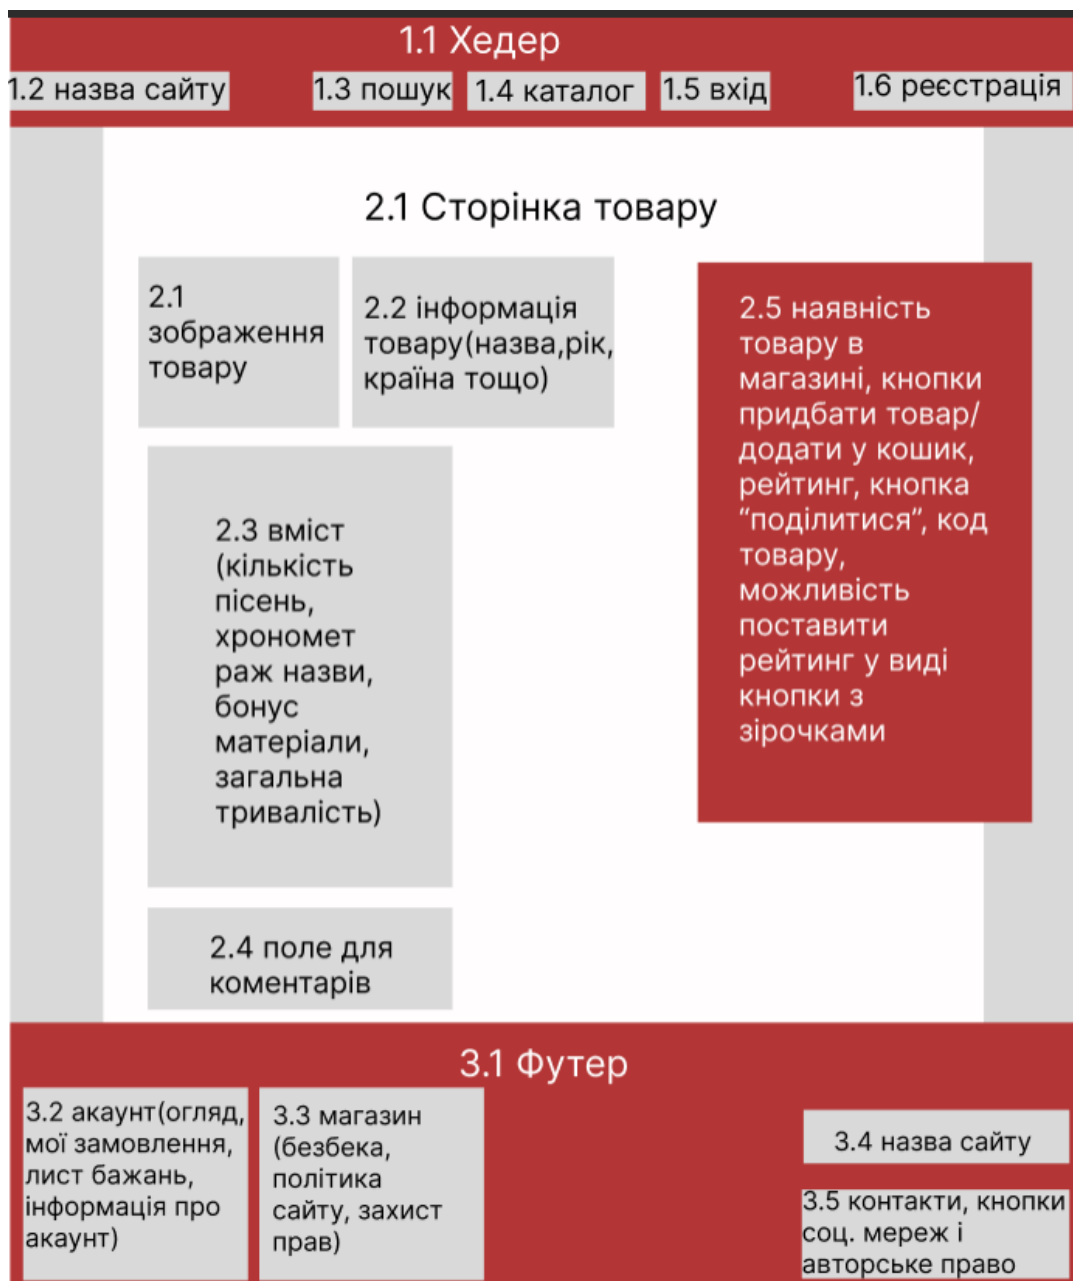 1.1 Хедер
1.2 назва сайту
1.3 пошук
1.4 каталог
1.5 вхід
1.6 реєстрація
2.1 Сторінка товару
2.1
зображення
товару
2.2 інформація
товару(назва,рік,
країна тощо)
2.3 вміст
(кількість
пісень,
хрономет
раж назви,
бонус
матеріали,
загальна
тривалість)
2.4 поле для
коментарів
2.5 наявність
товару в
магазині, кнопки
придбати товар/
додати у кошик,
рейтинг, кнопка
“поділитися”, код
товару,
можливість
поставити
рейтинг у виді
кнопки з
зірочками
3.1 Футер
3.2 акаунт(огляд,
мої замовлення,
лист бажань,
інформація про
акаунт)
3.3 магазин
(безбека,
політика
сайту, захист
прав)
3.4 назва сайту
3.5 контакти, кнопки
соц. мереж і
авторське право